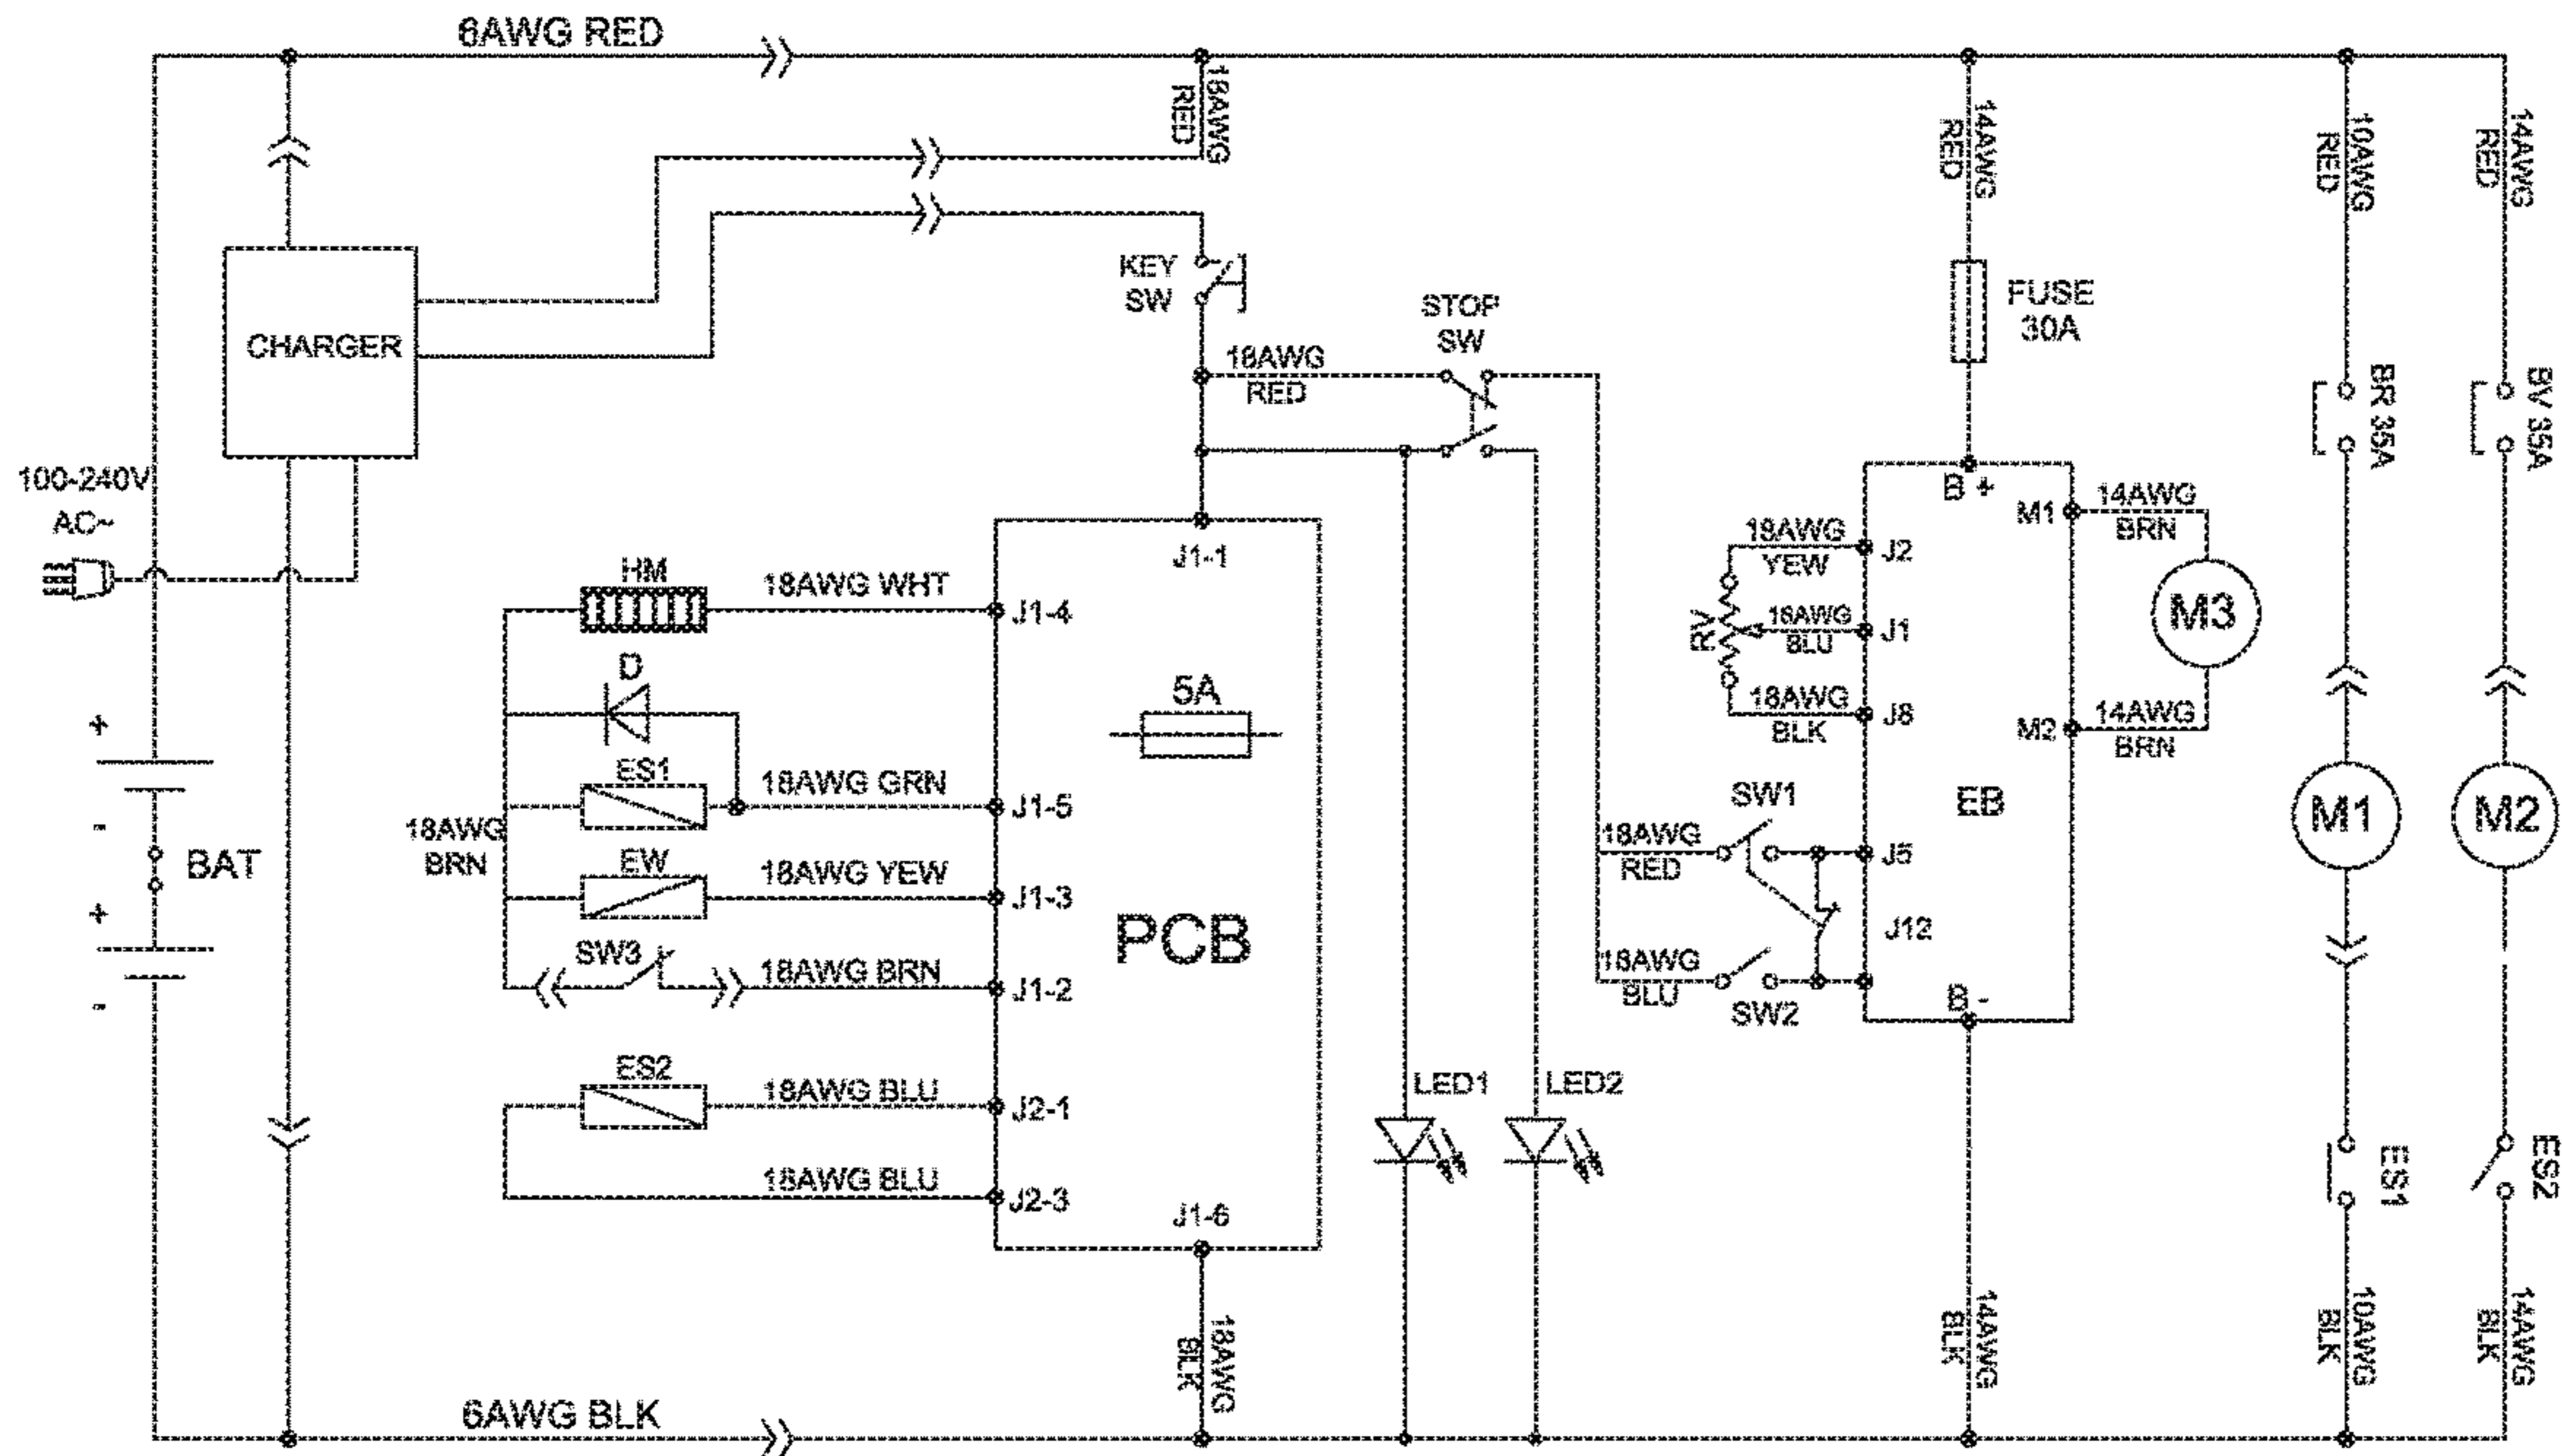 6AWG RED
18AWG
RED
14AWG
RED
10AWG
RED
14AWG
RED
KEY
SW
STOP
SW
FUSE
30A
CHARGER
18AWG
RED
BR 35A
BV 35A
100-240V
AC~
B +
M1
14AWG
BRN
J1-1
18AWG
YEW
J2
HM
18AWG WHT
J1-4
RV
18AWG
BLU
J1
M3
D
5A
18AWG
BLK
J8
M2
14AWG
BRN
+
ES1
18AWG GRN
J1-5
SW1
EB
M1
M2
-
18AWG
BRN
BAT
EW
18AWG YEW
J1-3
18AWG
RED
J5
+
PCB
J12
SW3
18AWG BRN
J1-2
18AWG
BLU
SW2
B -
-
ES2
18AWG BLU
J2-1
LED1
LED2
ES1
ES2
18AWG BLU
J2-3
J1-6
18AWG
BLK
14AWG
BLK
10AWG
BLK
14AWG
BLK
6AWG BLK